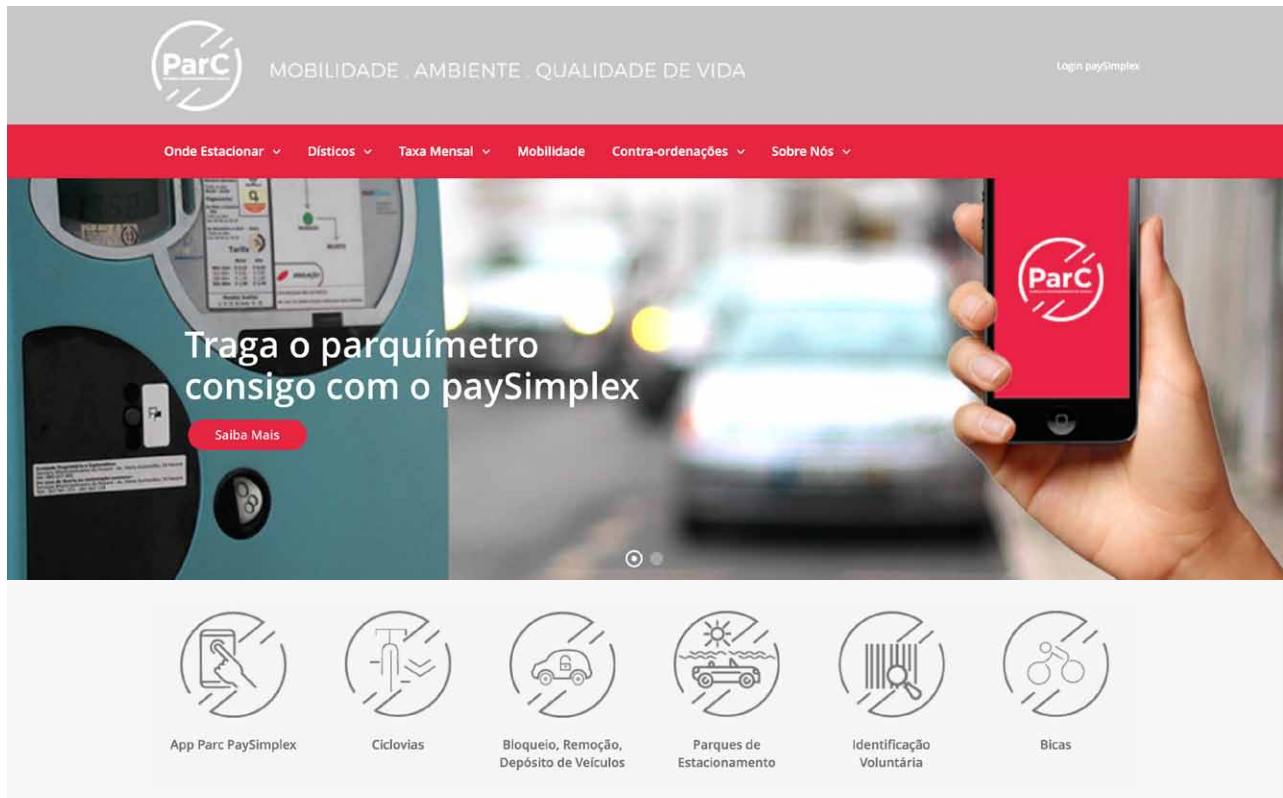 ParC
MOBILIDADE . AMBIENTE . QUALIDADE DE VIDA
Login paySimplex
Onde Estacionar
Dísticos
Taxa Mensal
Mobilidade
Contra-ordenações
Sobre Nós
Tarifa
ParC
Traga o parquímetro
consigo com o paySimplex
Saiba Mais
App Parc PaySimplex
Ciclovias
Bloqueio, Remoção,
Depósito de Veículos
Parques de
Estacionamento
Identificação
Voluntária
Bicas